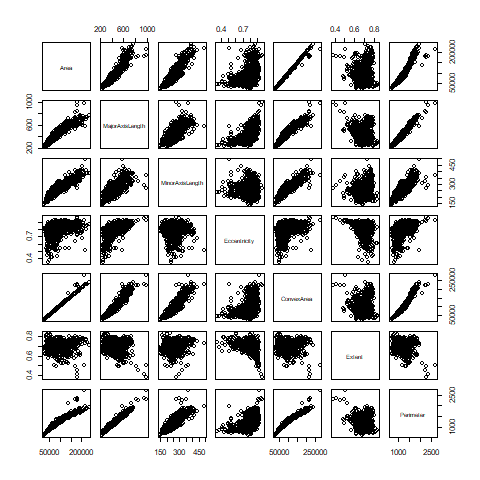 200 600 1000 0.4 0.7 0.4 0.6 0.8
Area
50000 200000
200 600 1000
MajorAxisLength
MinorAxisLength
150 300 450
0.4 0.7
Eccentricity
ConvexArea
50000 250000
0.4 0.6 0.8
Extent
Perimeter
1000 2500
50000 200000 150 300 450 50000 250000 1000 2500